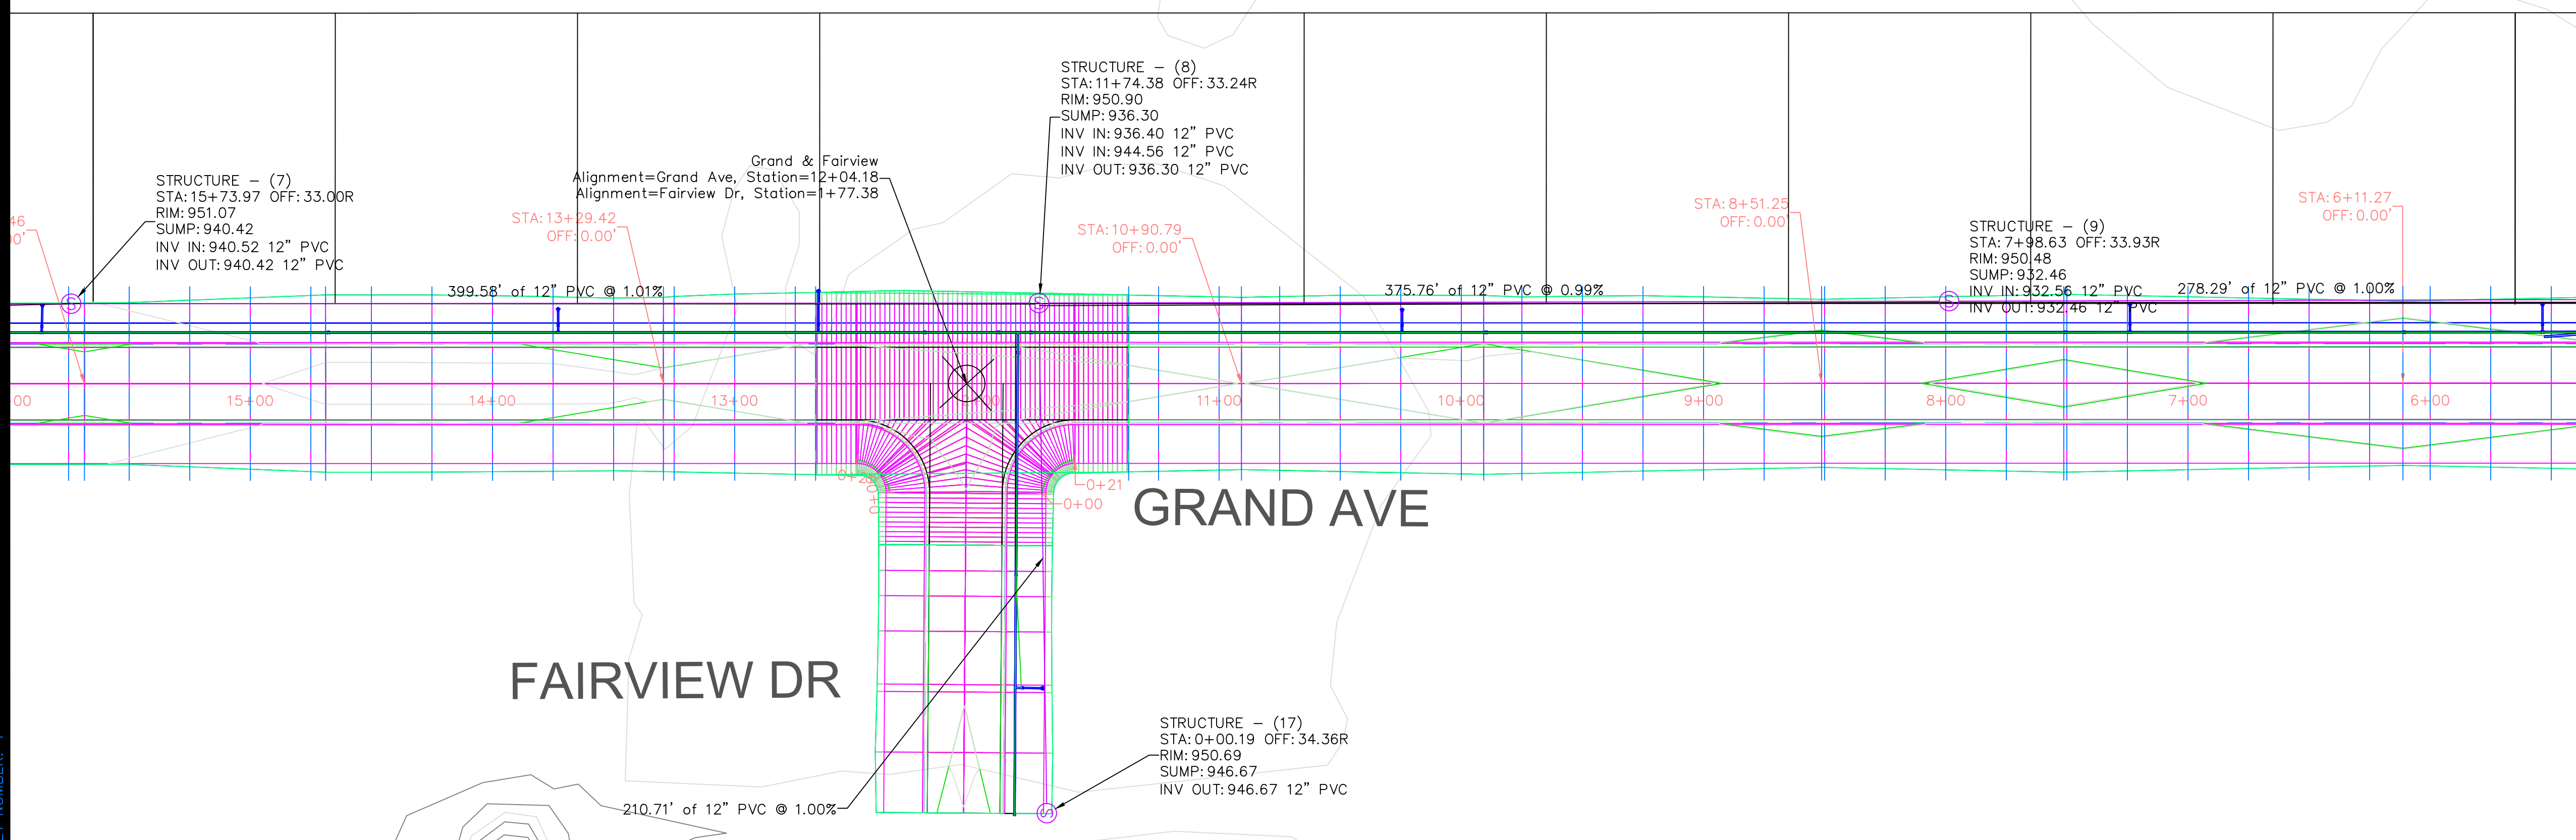 STRUCTURE - (7)
STA: 15+73.97 OFF: 33.00R
RIM: 951.07
SUMP: 940.42
INV IN: 940.52 12" PVC
INV OUT: 940.42 12" PVC
46
00'
STA: 13+29.42
OFF: 0.00'
Grand & Fairview
Alignment=Grand Ave, Station=12+04.18
Alignment=Fairview Dr, Station=1+77.38
STRUCTURE - (8)
STA: 11+74.38 OFF: 33.24R
RIM: 950.90
SUMP: 936.30
INV IN: 936.40 12" PVC
INV IN: 944.56 12" PVC
INV OUT: 936.30 12" PVC
STA: 10+90.79
OFF: 0.00'
STA: 8+51.25
OFF: 0.00'
STRUCTURE - (9)
STA: 7+98.63 OFF: 33.93R
RIM: 950.48
SUMP: 932.46
INV IN: 932.56 12" PVC
INV OUT: 932.46 12" PVC
STA: 6+11.27
OFF: 0.00'
399.58' of 12" PVC @ 1.01%
375.76' of 12" PVC @ 0.99%
278.29' of 12" PVC @ 1.00%
S
S
S
+00 15+00 14+00 13+00 11+00 10+00 9+00 8+00 7+00 6+00
0+21
0+00
GRAND AVE
FAIRVIEW DR
STRUCTURE - (17)
STA: 0+00.19 OFF: 34.36R
RIM: 950.69
SUMP: 946.67
INV OUT: 946.67 12" PVC
210.71' of 12" PVC @ 1.00%
S